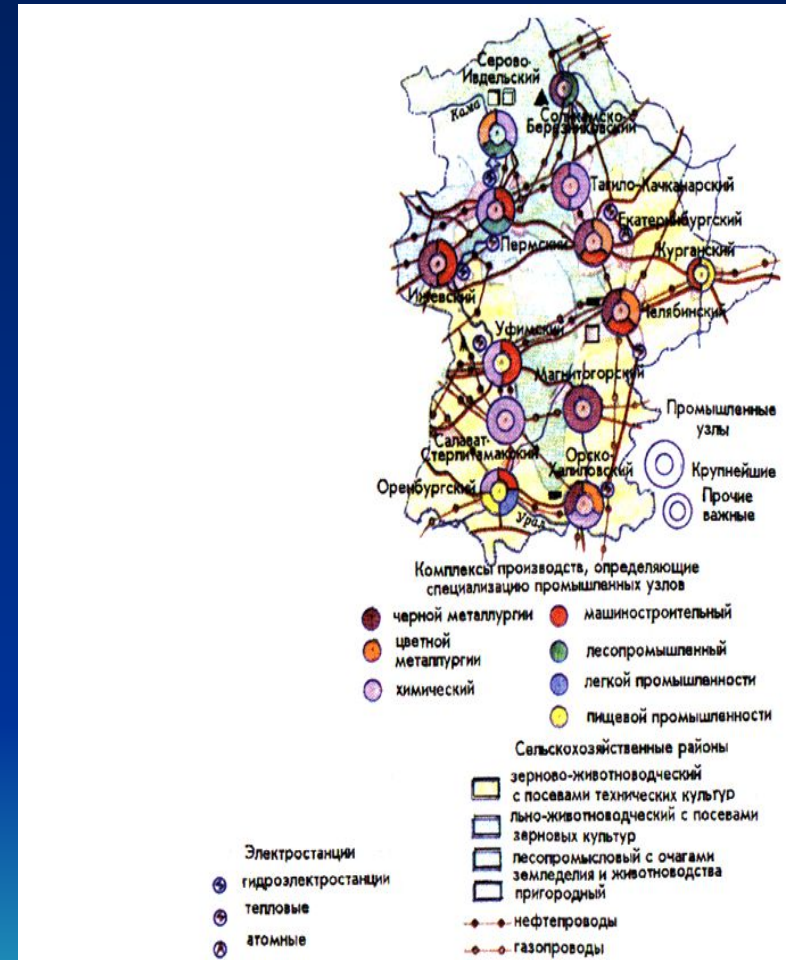 Серово-
Ивдельский
Кама
Соликамско-
Березниковский
Тагило-Качканарский
Екатеринбургский
Пермский
Курганский
Ижевский
Челябинский
Уфимский
Магнитогорский
Промышленные
узлы
Салават-
Стерлитамакский
Орско-
Халиловский
Крупнейшие
Оренбургский
Прочие
важные
Урал
Комплексы производств, определяющие
специализацию промышленных узлов
черной металлургии
машиностроительный
цветной
металлургии
лесопромышленный
химический
легкой промышленности
пищевой промышленности
Сельскохозяйственные районы
зерново-животноводческий
с посевами технических культур
льно-животноводческий с посевами
зерновых культур
лесопромысловый с очагами
земледелия и животноводства
пригородный
Электростанции
гидроэлектростанции
тепловые
атомные
нефтепроводы
газопроводы